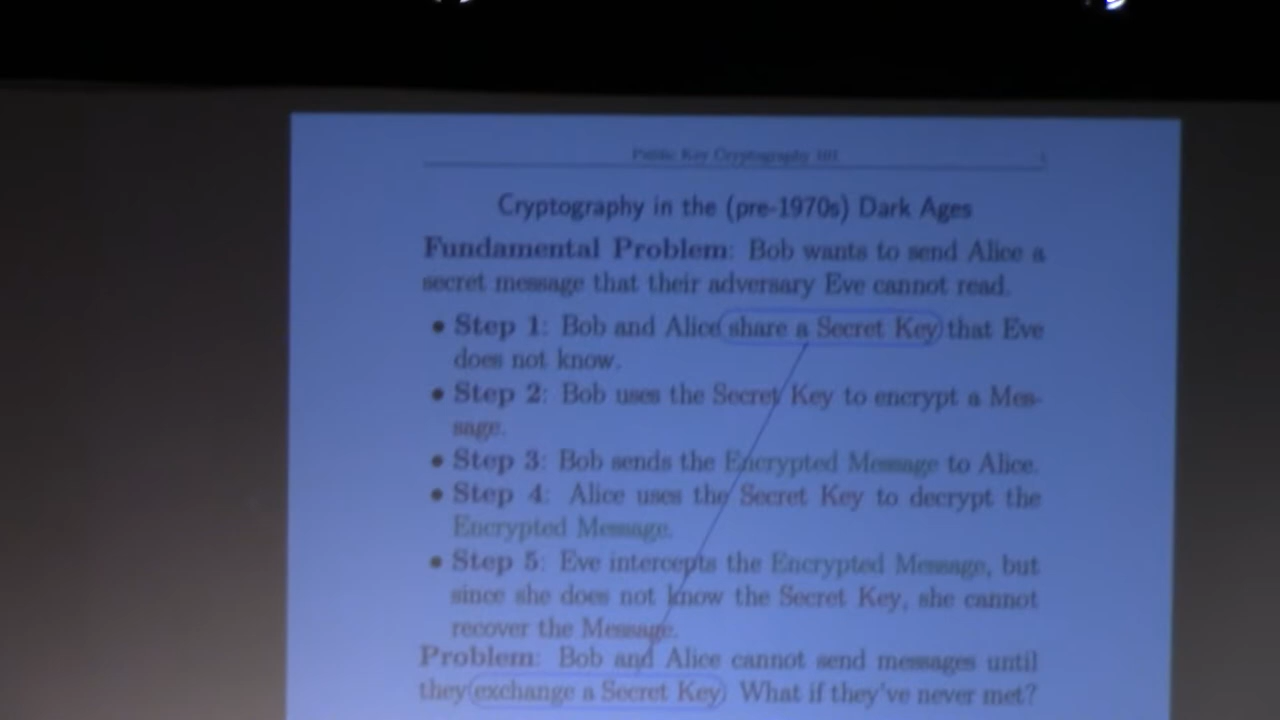 Public Key Cryptography 101
Cryptography in the (pre-1970s) Dark Ages
Fundamental Problem: Bob wants to send Alice a
secret message that their adversary Eve cannot read.
• Step 1: Bob and Alice share a Secret Key that Eve
does not know.
• Step 2: Bob uses the Secret Key to encrypt a Mes-
sage.
• Step 3: Bob sends the Encrypted Message to Alice.
• Step 4: Alice uses the Secret Key to decrypt the
Encrypted Message.
• Step 5: Eve intercepts the Encrypted Message, but
since she does not know the Secret Key, she cannot
recover the Message.
Problem: Bob and Alice cannot send messages until
they exchange a Secret Key. What if they've never met?